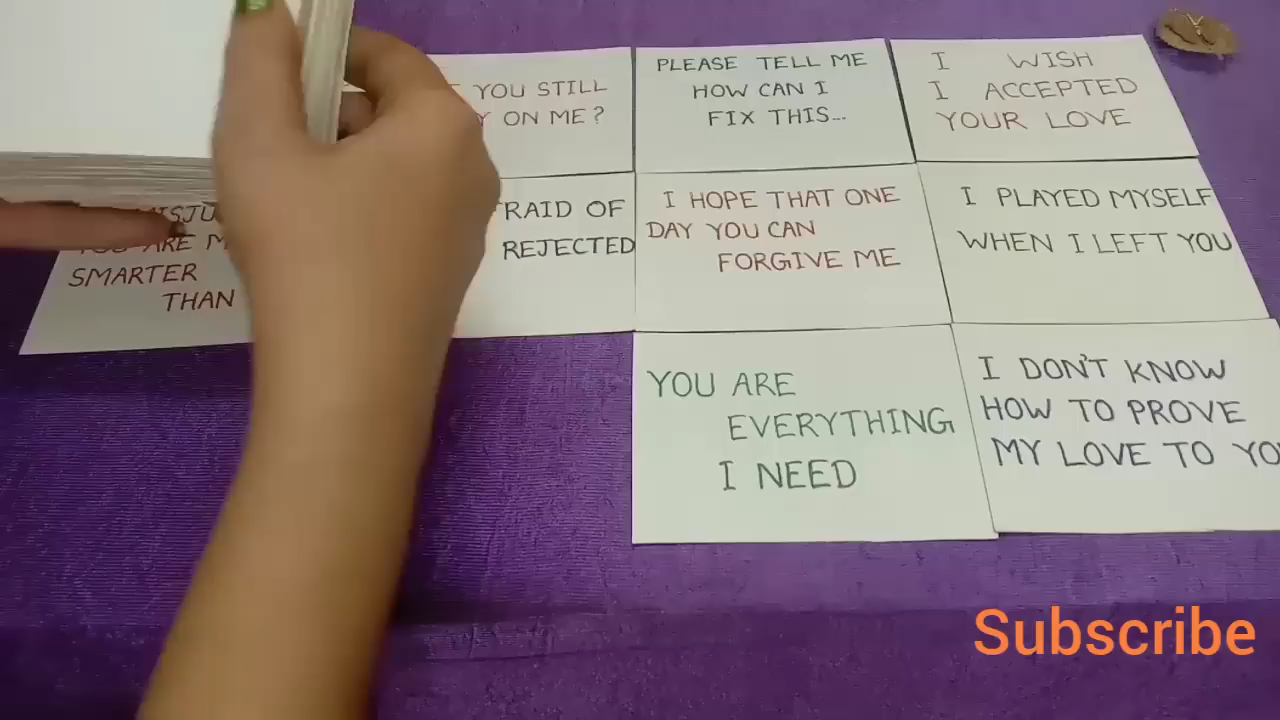 YOU STILL
ON ME?
PLEASE TELL ME
HOW CAN I
FIX THIS...
I WISH
I ACCEPTED
YOUR LOVE
YOU ARE
SMARTER
THAN
OF
REJECTED
I HOPE THAT ONE
DAY YOU CAN
FORGIVE ME
I PLAYED MYSELF
WHEN I LEFT YOU
YOU ARE
EVERYTHING
I NEED
I DON'T KNOW
HOW TO PROVE
MY LOVE TO
Subscribe